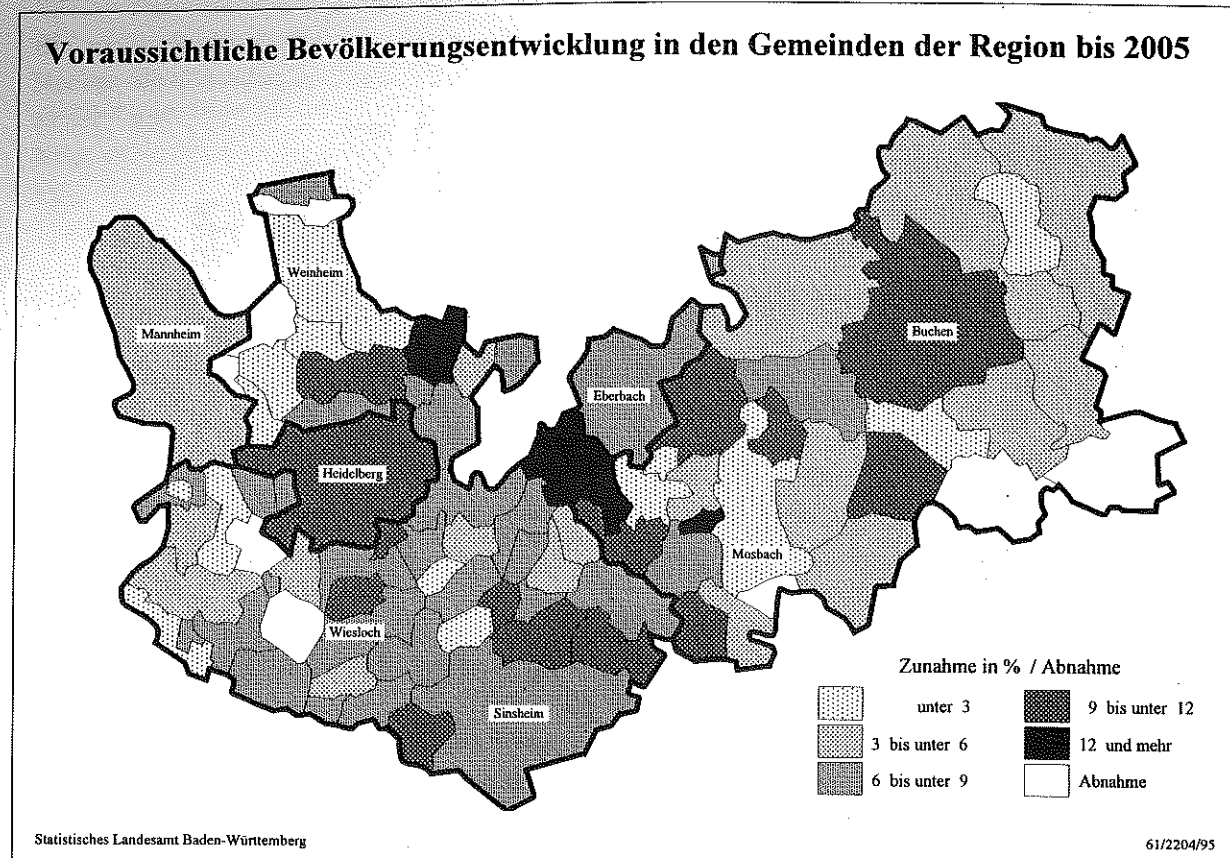 Voraussichtliche Bevölkerungsentwicklung in den Gemeinden der Region bis 2005
Weinheim
Mannheim
Buchen
Eberbach
Heidelberg
Mosbach
Wiesloch
Sinsheim
Zunahme in % / Abnahme
unter 3
9 bis unter 12
3 bis unter 6
12 und mehr
6 bis unter 9
Abnahme
Statistisches Landesamt Baden-Württemberg
61/2204/95